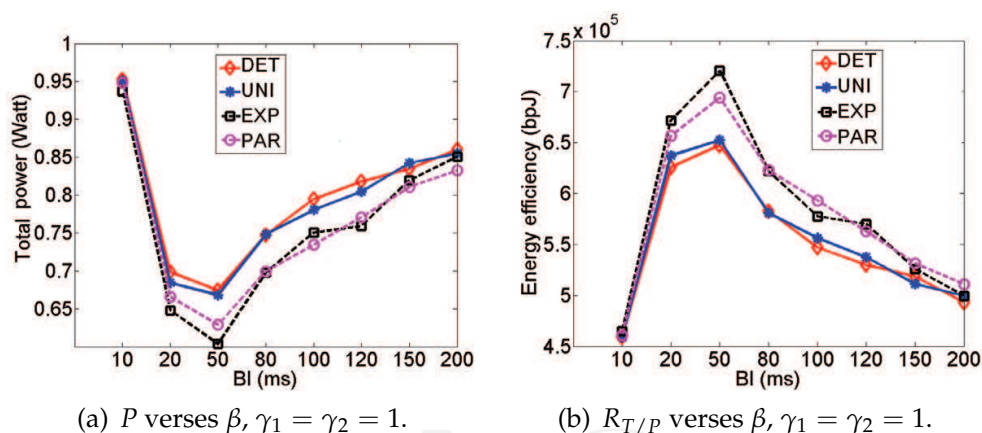 1
0.95
0.9
0.85
0.8
0.75
0.7
0.65
Total power (Watt)
DET
UNI
EXP
PAR
10 20 50 80 100 120 150 200
BI (ms)
(a) P verses β, γ₁ = γ₂ = 1.
x 10⁵
7.5
7
6.5
6
5.5
5
4.5
Energy efficiency (bpJ)
DET
UNI
EXP
PAR
10 20 50 80 100 120 150 200
BI (ms)
(b) R_{T/P} verses β, γ₁ = γ₂ = 1.